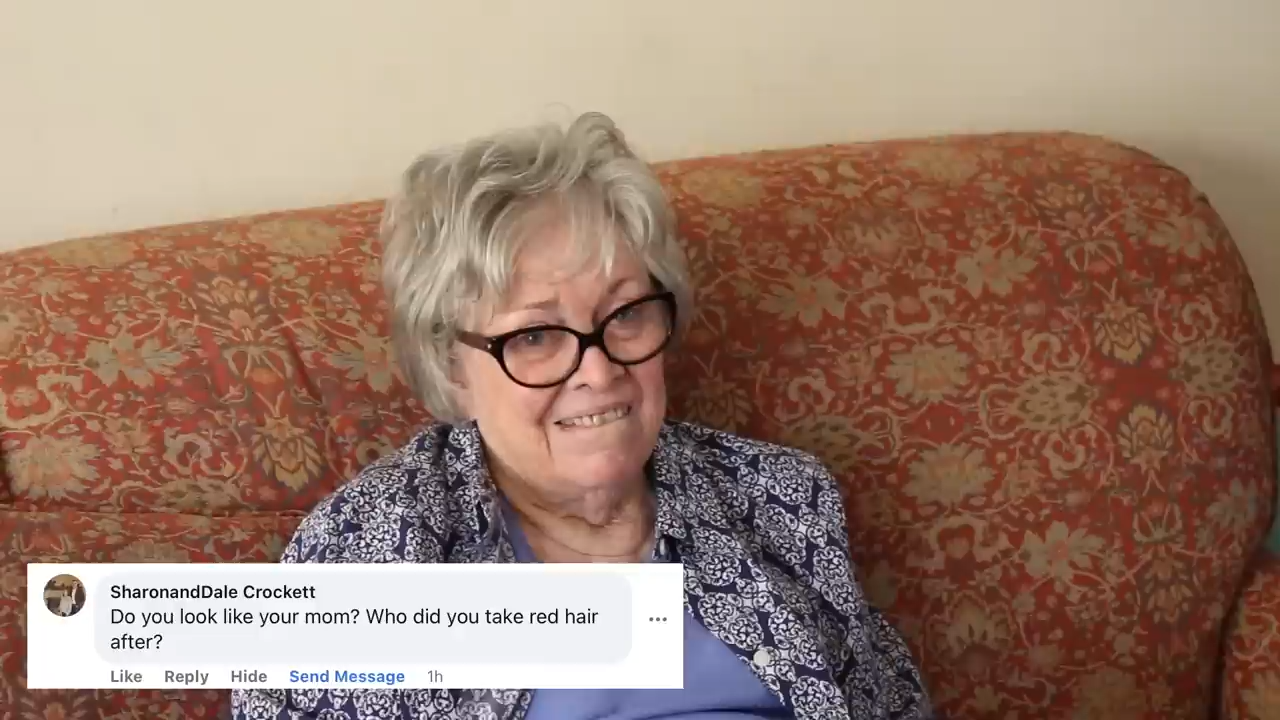 SharonandDale Crockett
Do you look like your mom? Who did you take red hair
after?
Like Reply Hide Send Message 1h